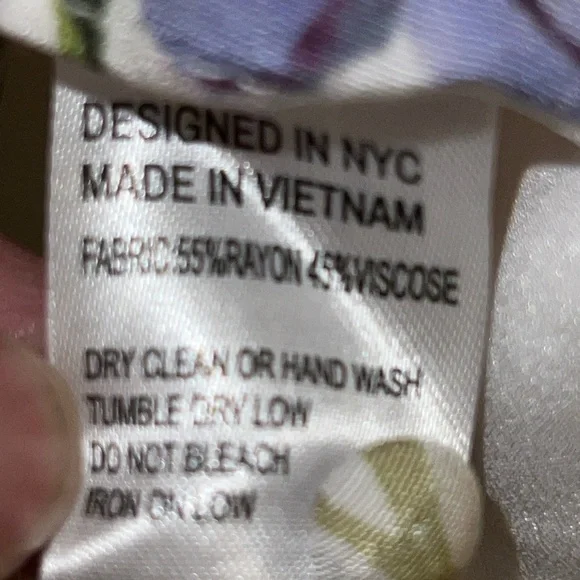 DESIGNED IN NYC
MADE IN VIETNAM
FABRIC:55%RAYON 45%VISCOSE
DRY CLEAN OR HAND WASH
TUMBLE DRY LOW
DO NOT BLEACH
IRON ON LOW